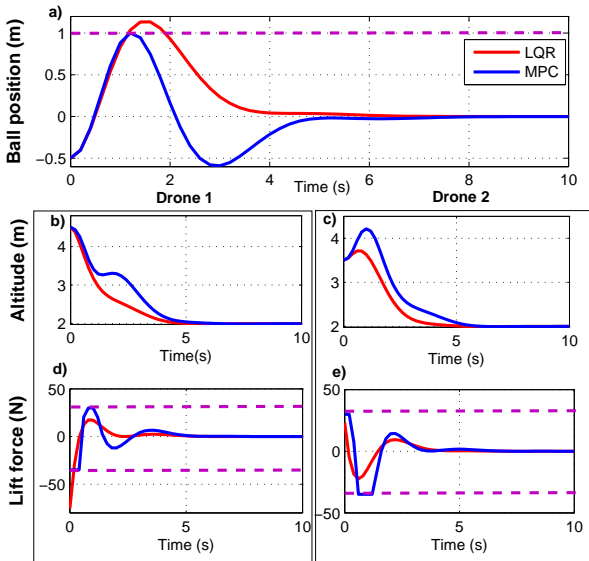 a)
Ball position (m)
1
0.5
0
−0.5
LQR
MPC
0 2 4 6 8 10
Time (s)
Drone 1 Drone 2
b)
Altitude (m)
4
3
2
0 5 10
Time(s)
c)
4
3
2
0 5 10
Time(s)
d)
Lift force (N)
50
0
−50
0 5 10
Time (s)
e)
50
0
−50
0 5 10
Time (s)